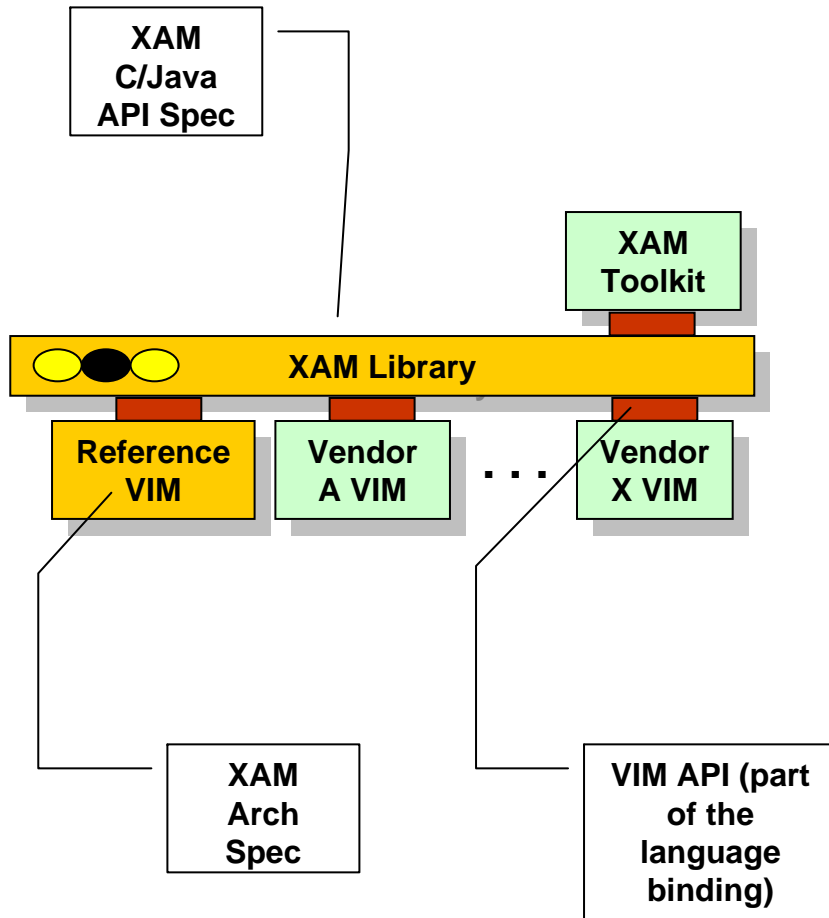 XAM
C/Java
API Spec
XAM
Toolkit
XAM Library
Reference
VIM
Vendor
A VIM
. . .
Vendor
X VIM
XAM
Arch
Spec
VIM API (part
of the
language
binding)